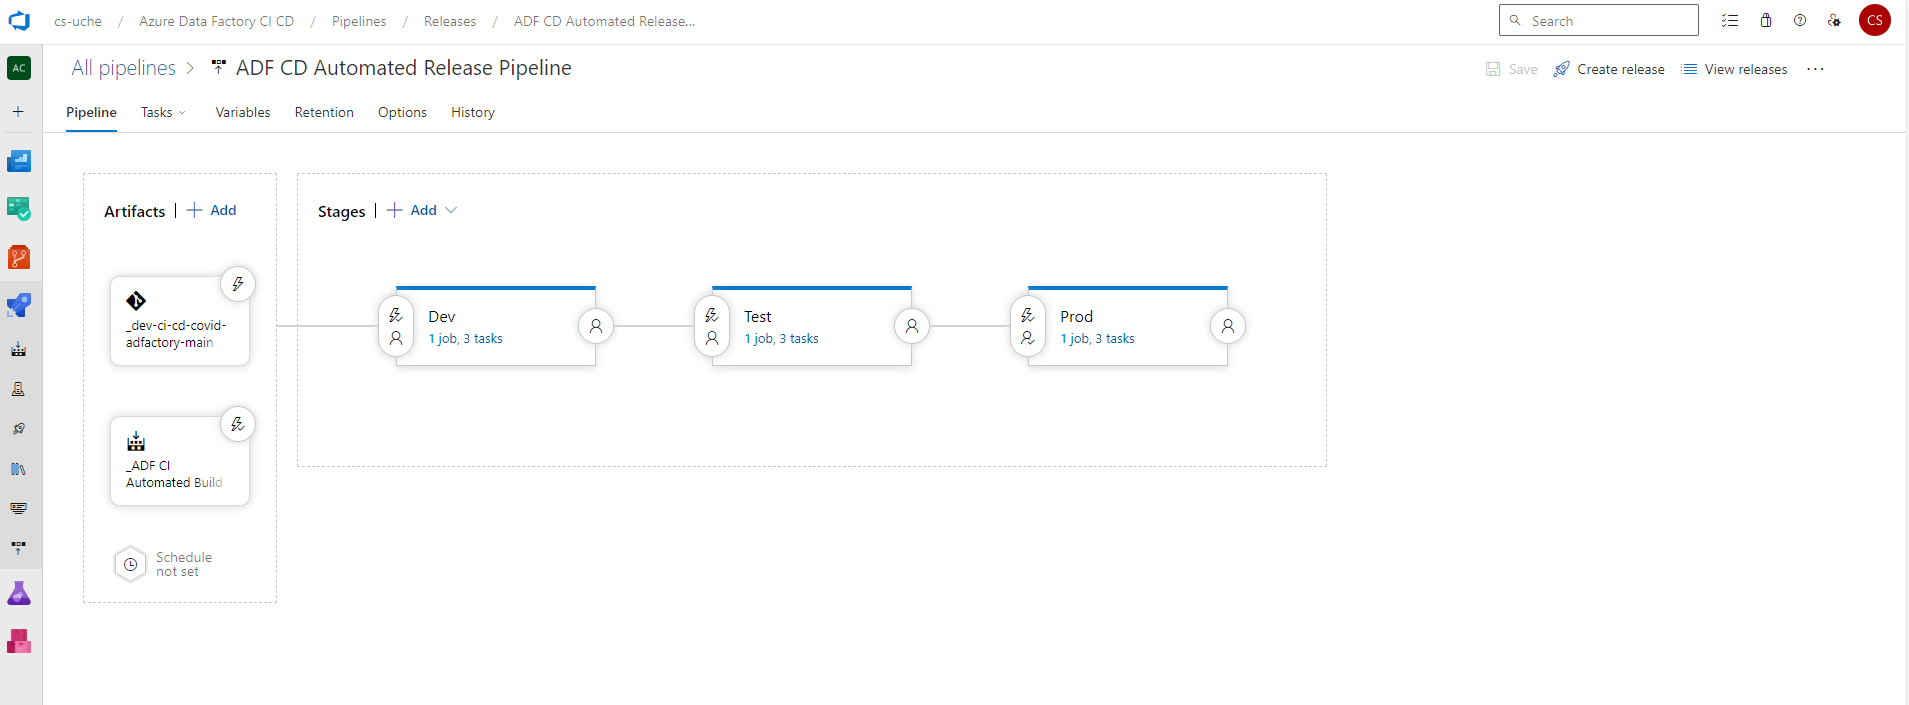 cs-uche / Azure Data Factory CI CD / Pipelines / Releases / ADF CD Automated Release...
Search
CS
AC
All pipelines > ADF CD Automated Release Pipeline
Save
Create release
View releases
Pipeline
Tasks
Variables
Retention
Options
History
Artifacts | + Add
Stages | + Add
_dev-ci-cd-covid-
adfactory-main
Dev
1 job, 3 tasks
Test
1 job, 3 tasks
Prod
1 job, 3 tasks
_ADF CI
Automated Build
Schedule
not set